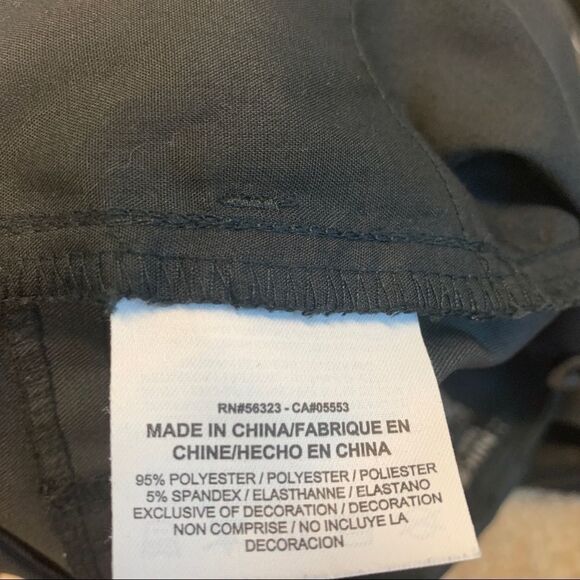 RN#56323 - CA#05553
MADE IN CHINA/FABRIQUE EN
CHINE/HECHO EN CHINA
95% POLYESTER / POLYESTER / POLIESTER
5% SPANDEX / ELASTHANNE / ELASTANO
EXCLUSIVE OF DECORATION / DECORATION
NON COMPRISE / NO INCLUYE LA
DECORACION